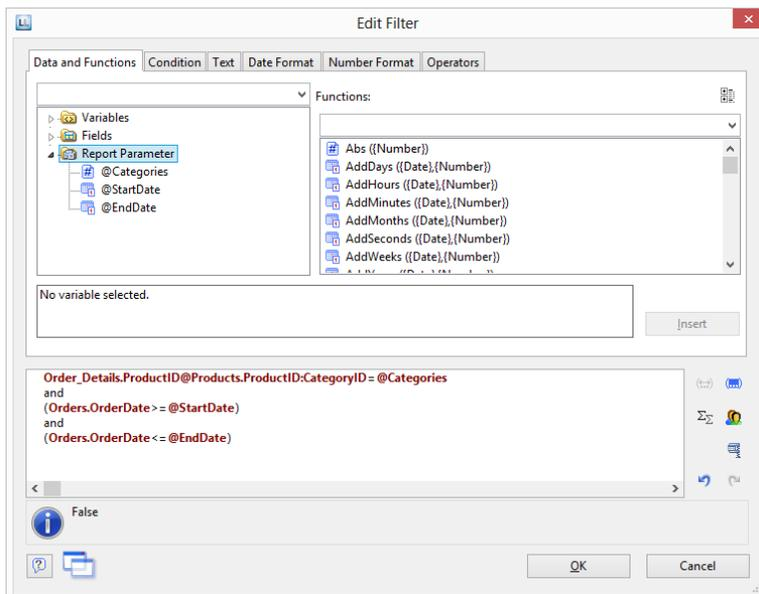 LL
Edit Filter
x
Data and Functions Condition Text Date Format Number Format Operators
Functions:
Variables
Fields
Report Parameter
@Categories
@StartDate
@EndDate
Abs ({Number})
AddDays ({Date},{Number})
AddHours ({Date},{Number})
AddMinutes ({Date},{Number})
AddMonths ({Date},{Number})
AddSeconds ({Date},{Number})
AddWeeks ({Date},{Number})
No variable selected.
Insert
Order_Details.ProductID@Products.ProductID:CategoryID= @Categories
and
(Orders.OrderDate>= @StartDate)
and
(Orders.OrderDate<= @EndDate)
False
OK Cancel